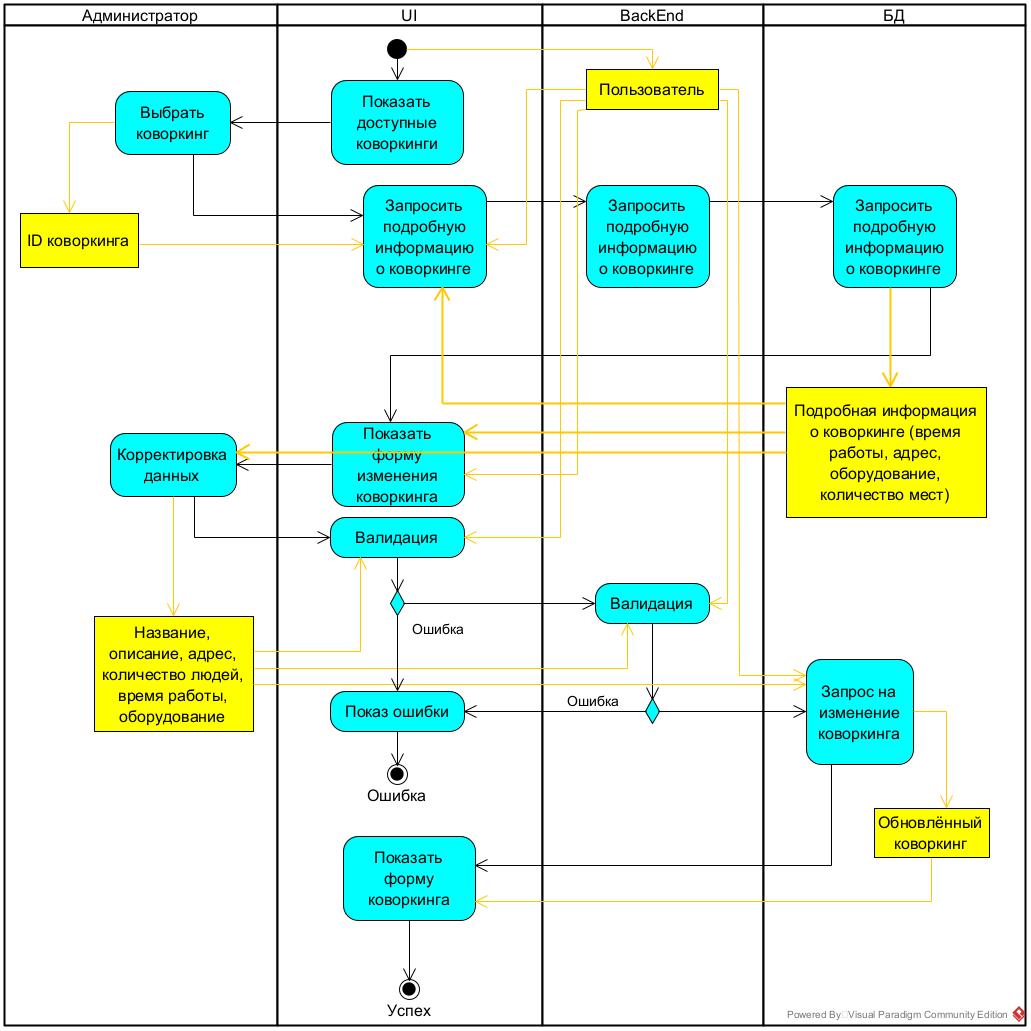 Администратор
UI
BackEnd
БД
Показать
доступные
коворкинги
Пользователь
Выбрать
коворкинг
ID коворкинга
Запросить
подробную
информацию
о коворкинге
Запросить
подробную
информацию
о коворкинге
Запросить
подробную
информацию
о коворкинге
Подробная информация
о коворкинге (время
работы, адрес,
оборудование,
количество мест)
Показать
форму
изменения
коворкинга
Корректировка
данных
Валидация
Валидация
Ошибка
Название,
описание, адрес,
количество людей,
время работы,
оборудование
Показ ошибки
Ошибка
Запрос на
изменение
коворкинга
Ошибка
Обновлённый
коворкинг
Показать
форму
коворкинга
Успех
Powered By Visual Paradigm Community Edition